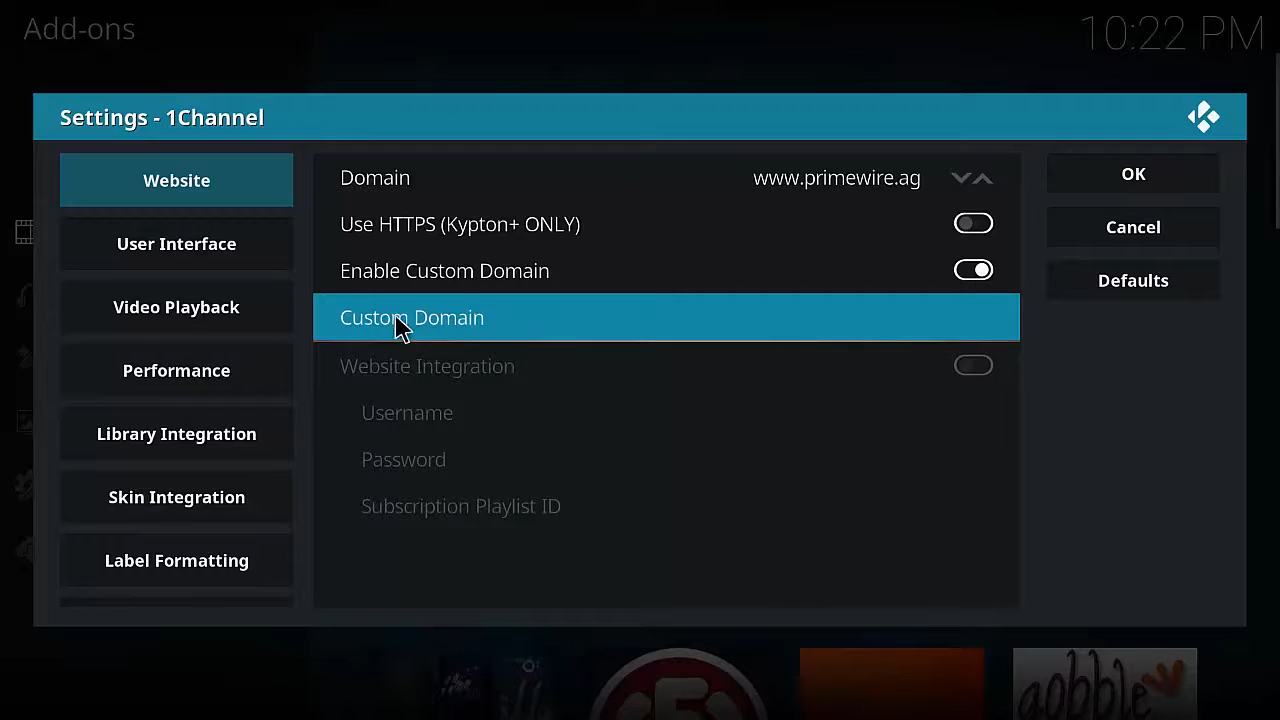 Add-ons
10:22 PM
Settings - 1Channel
Website
User Interface
Video Playback
Performance
Library Integration
Skin Integration
Label Formatting
Domain www.primewire.ag
Use HTTPS (Kypton+ ONLY)
Enable Custom Domain
Custom Domain
Website Integration
Username
Password
Subscription Playlist ID
OK
Cancel
Defaults
gobble